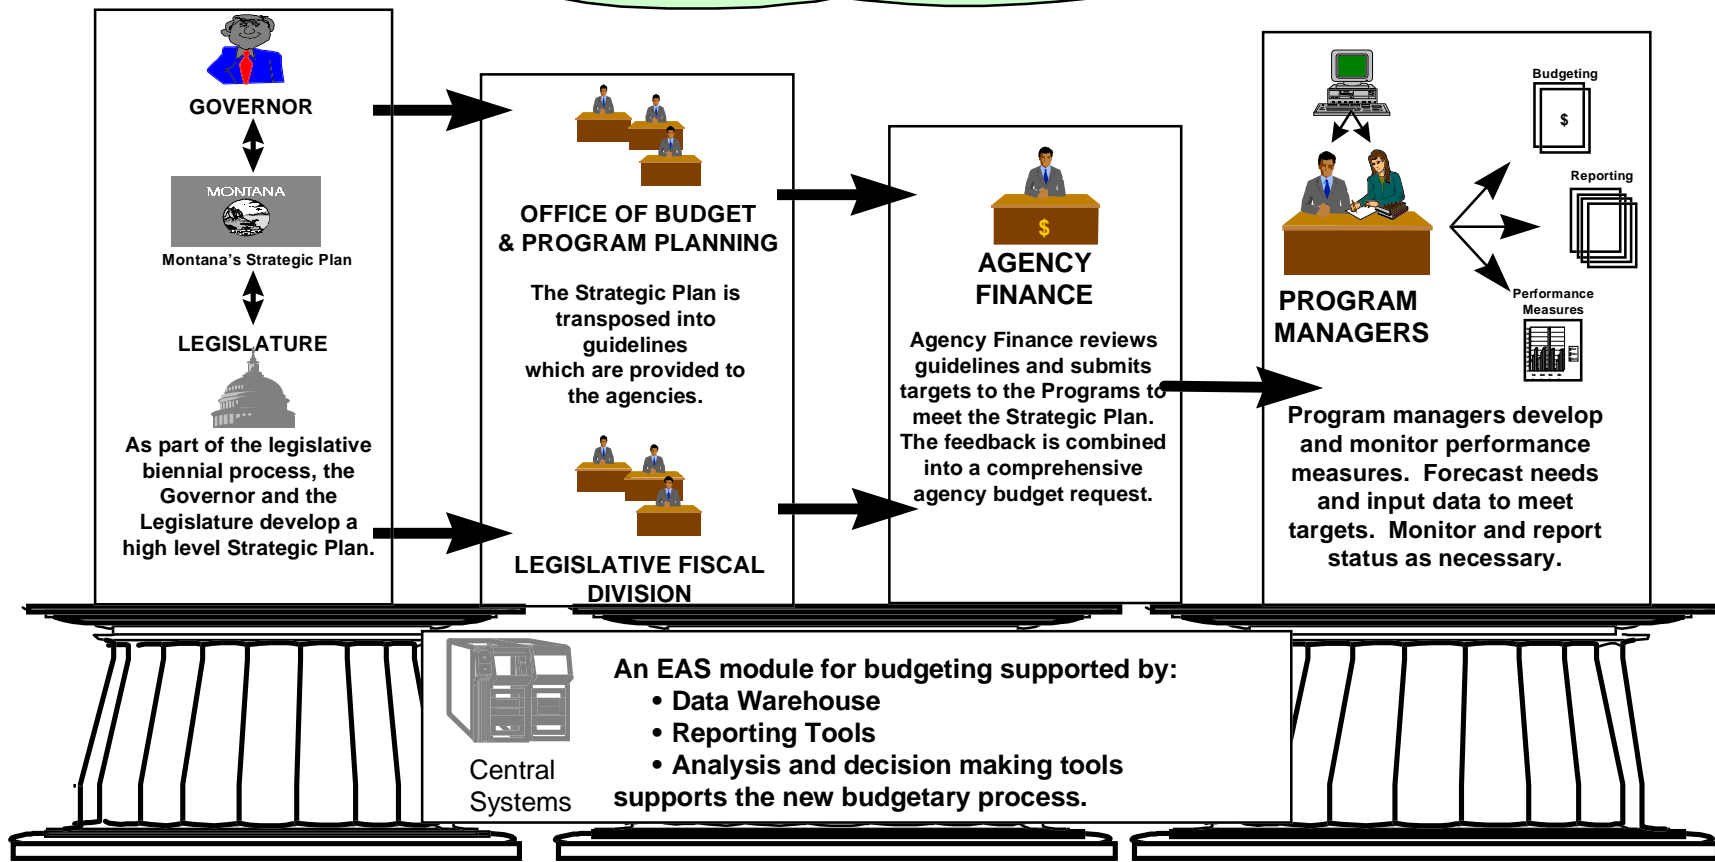 GOVERNOR
MONTANA
Montana's Strategic Plan
LEGISLATURE
As part of the legislative
biennial process, the
Governor and the
Legislature develop a
high level Strategic Plan.
OFFICE OF BUDGET
& PROGRAM PLANNING
The Strategic Plan is
transposed into
guidelines
which are provided to
the agencies.
LEGISLATIVE FISCAL
DIVISION
$
AGENCY
FINANCE
Agency Finance reviews
guidelines and submits
targets to the Programs to
meet the Strategic Plan.
The feedback is combined
into a comprehensive
agency budget request.
Budgeting
$
Reporting
Performance
Measures
PROGRAM
MANAGERS
Program managers develop
and monitor performance
measures.  Forecast needs
and input data to meet
targets.  Monitor and report
status as necessary.
Central
Systems
An EAS module for budgeting supported by:
• Data Warehouse
• Reporting Tools
• Analysis and decision making tools
supports the new budgetary process.